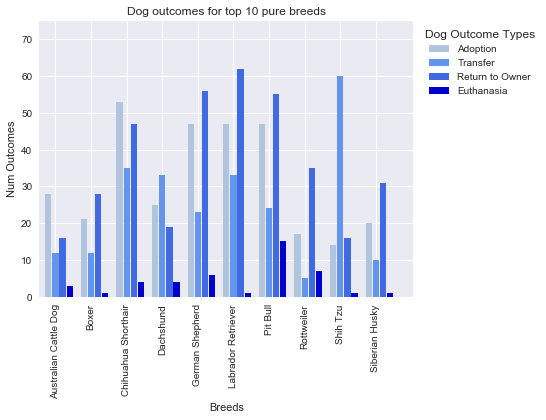 Dog outcomes for top 10 pure breeds
Dog Outcome Types
Adoption
Transfer
Return to Owner
Euthanasia
Num Outcomes
70
60
50
40
30
20
10
0
Australian Cattle Dog
Boxer
Chihuahua Shorthair
Dachshund
German Shepherd
Labrador Retriever
Pit Bull
Rottweiler
Shih Tzu
Siberian Husky
Breeds